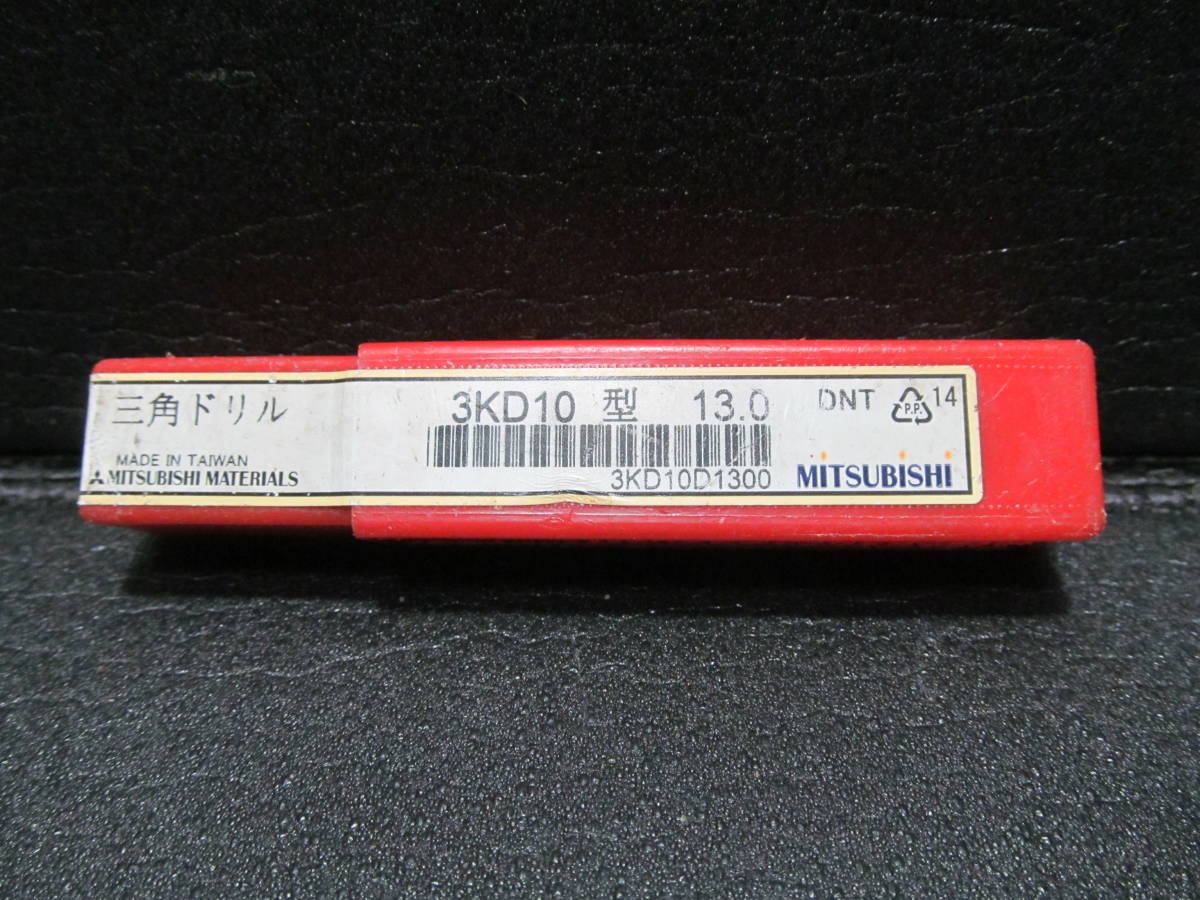 三角ドリル
MADE IN TAIWAN
MITSUBISHI MATERIALS
3KD10 型 13.0
3KD10D1300
DNT P.P. 14
MITSUBISHI